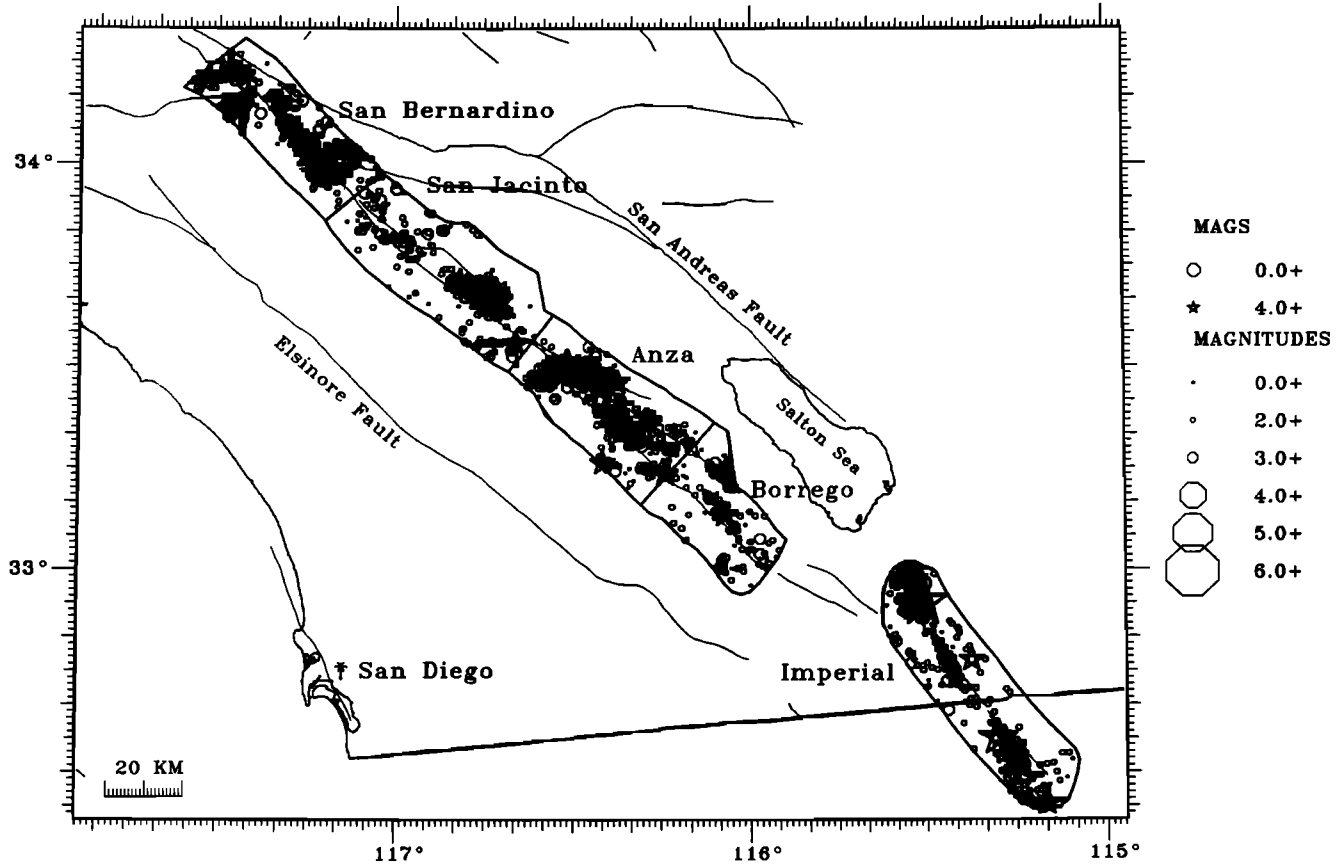 San Bernardino
34°
San Jacinto
San Andreas Fault
MAGS
0.0+
4.0+
MAGNITUDES
Elsinore Fault
Anza
0.0+
Salton Sea
2.0+
3.0+
Borrego
4.0+
5.0+
33°
6.0+
San Diego
Imperial
20 KM
117°
116°
115°